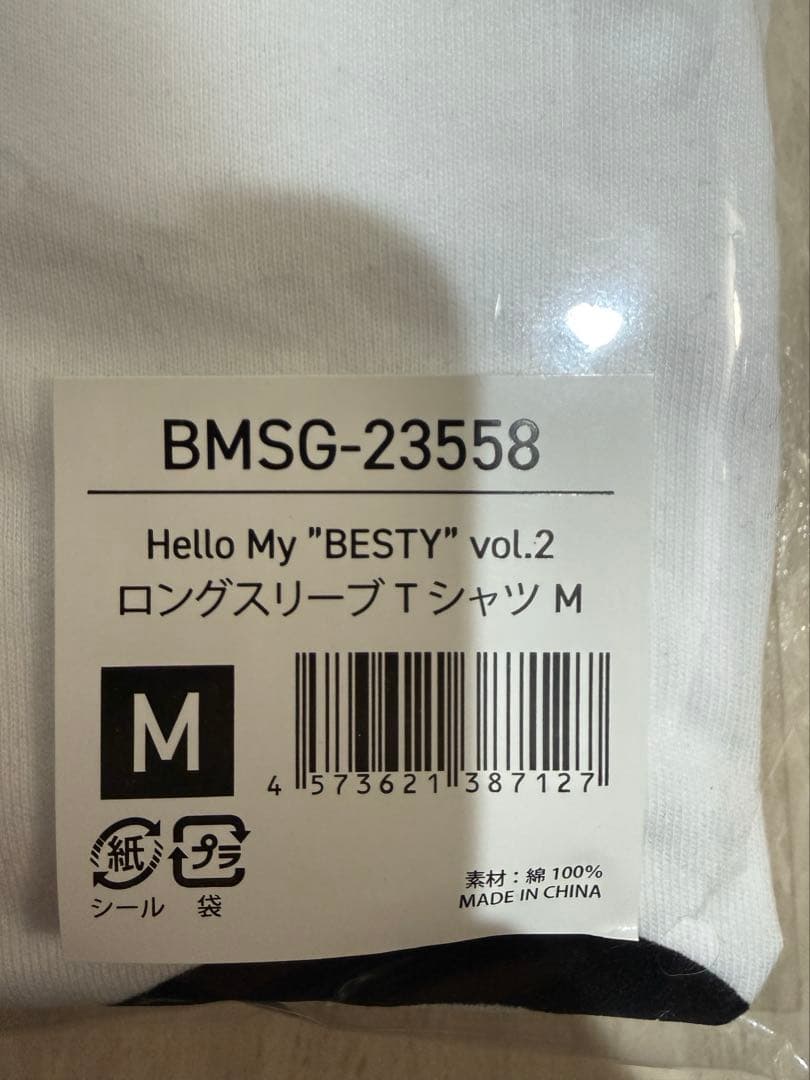 BMSG-23558
Hello My "BESTY" vol.2
ロングスリーブ T シャツ M
M
4 573621 387127
紙 プラ
シール 袋
素材：綿 100%
MADE IN CHINA